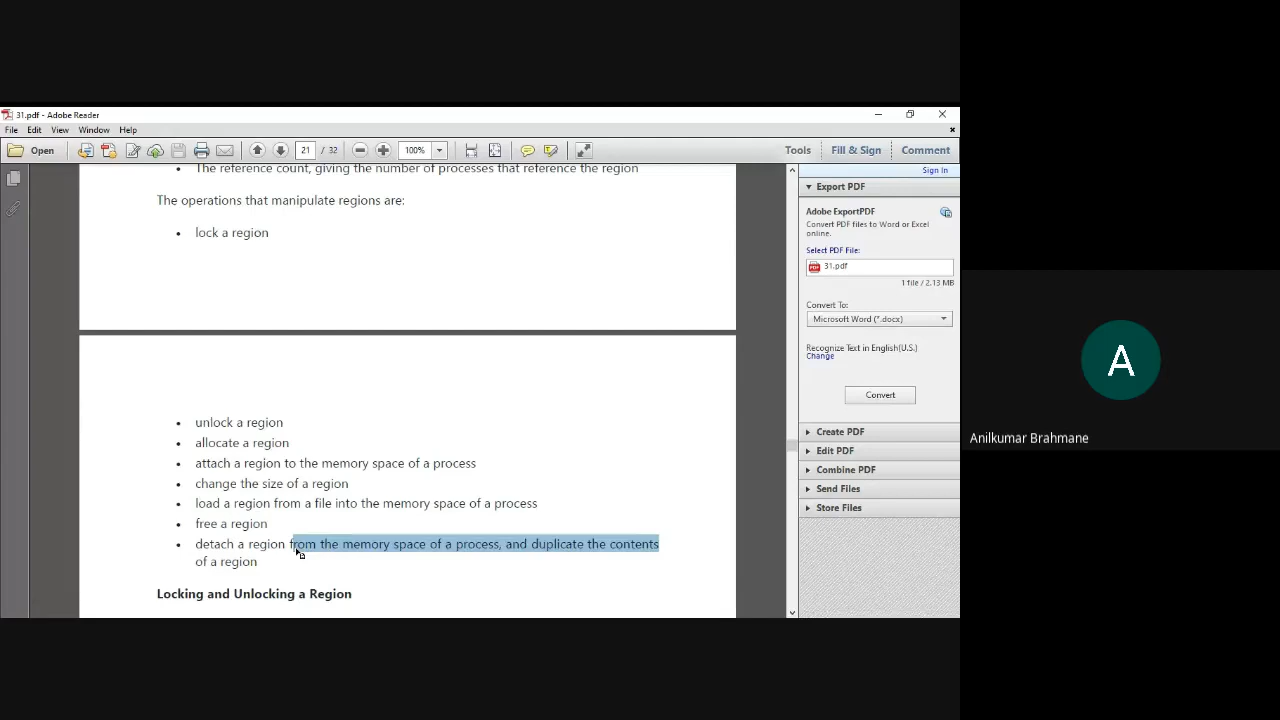 31.pdf - Adobe Reader
File Edit View Window Help
Open 21 / 32 100% Tools Fill & Sign Comment
Sign In
• The reference count, giving the number of processes that reference the region
The operations that manipulate regions are:
• lock a region
• unlock a region
• allocate a region
• attach a region to the memory space of a process
• change the size of a region
• load a region from a file into the memory space of a process
• free a region
• detach a region from the memory space of a process, and duplicate the contents
of a region
Locking and Unlocking a Region
Export PDF
Adobe ExportPDF
Convert PDF files to Word or Excel
online.
Select PDF File:
31.pdf
1 file / 2.13 MB
Convert To:
Microsoft Word (*.docx)
Recognize Text in English(U.S.)
Change
Convert
Create PDF
Edit PDF
Combine PDF
Send Files
Store Files
A
Anilkumar Brahmane